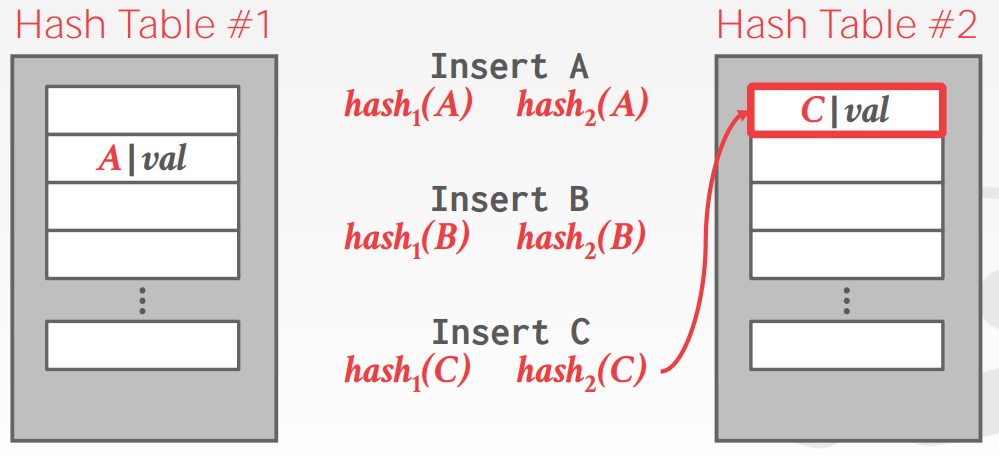 Hash Table #1
A|val
Insert A
hash₁(A) hash₂(A)
Insert B
hash₁(B) hash₂(B)
Insert C
hash₁(C) hash₂(C)
Hash Table #2
C|val